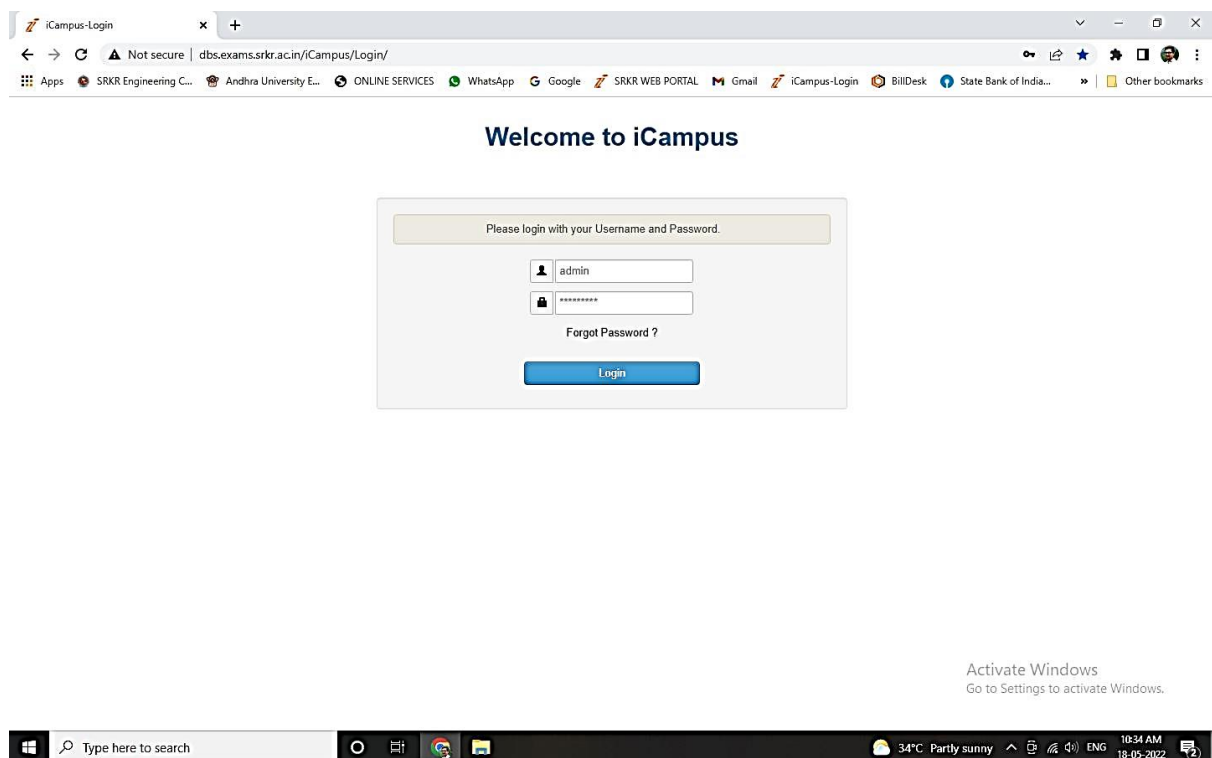 iCampus-Login
Not secure | dbs.exams.srkr.ac.in/iCampus/Login/
Apps SRKR Engineering C... Andhra University E... ONLINE SERVICES WhatsApp Google SRKR WEB PORTAL Gmail iCampus-Login BillDesk State Bank of India... » Other bookmarks
Welcome to iCampus
Please login with your Username and Password.
admin
*********
Forgot Password ?
Login
Activate Windows
Go to Settings to activate Windows.
Type here to search
34°C Partly sunny ENG
10:34 AM
18-05-2022
2